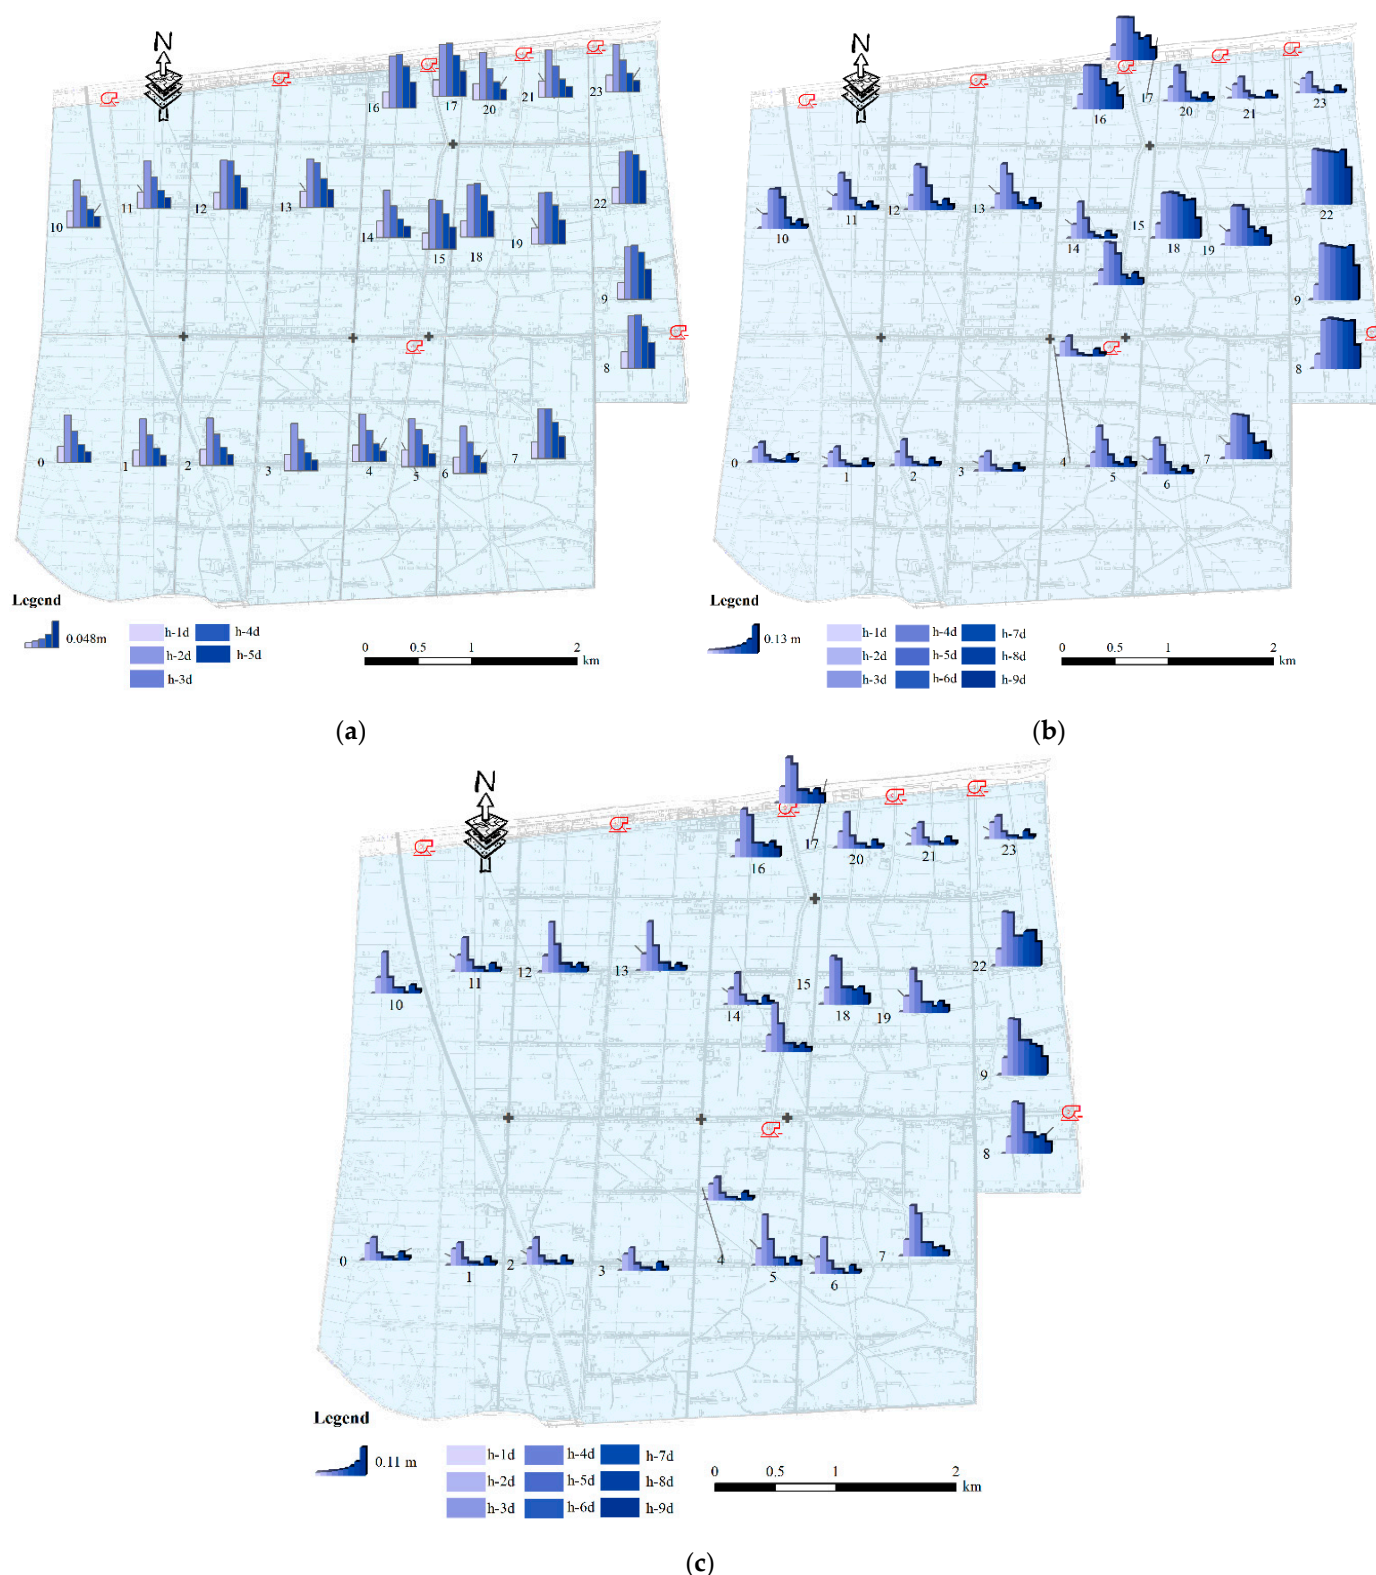 N
16
17
20
21
23
10
11
12
13
14
15
18
19
22
9
8
0
1
2
3
4
5
6
7
Legend
0.048m
h-1d
h-4d
h-2d
h-5d
h-3d
0 0.5 1 2
km
(a)
N
16
17
20
21
23
10
11
12
13
14
15
18
19
22
9
8
0
1
2
3
4
5
6
7
Legend
0.13 m
h-1d
h-4d
h-7d
h-2d
h-5d
h-8d
h-3d
h-6d
h-9d
0 0.5 1 2
km
(b)
N
16
17
20
21
23
10
11
12
13
14
15
18
19
22
9
8
0
1
2
3
4
5
6
7
Legend
0.11 m
h-1d
h-4d
h-7d
h-2d
h-5d
h-8d
h-3d
h-6d
h-9d
0 0.5 1 2
km
(c)